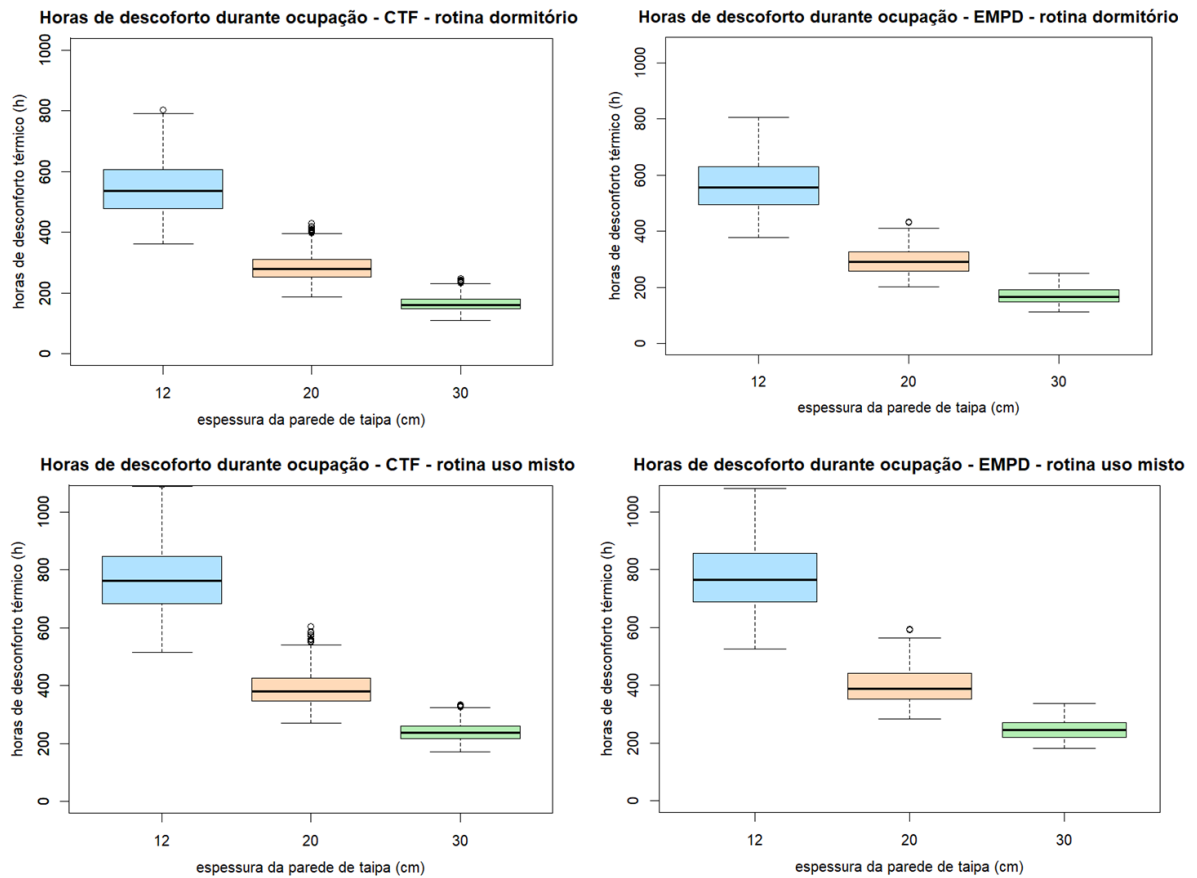 Horas de descoforto durante ocupação - CTF - rotina dormitório
horas de desconforto térmico (h)
1000
800
600
400
200
0
12 20 30
espessura da parede de taipa (cm)
Horas de descoforto durante ocupação - EMPD - rotina dormitório
horas de desconforto térmico (h)
1000
800
600
400
200
0
12 20 30
espessura da parede de taipa (cm)
Horas de descoforto durante ocupação - CTF - rotina uso misto
horas de desconforto térmico (h)
1000
800
600
400
200
0
12 20 30
espessura da parede de taipa (cm)
Horas de descoforto durante ocupação - EMPD - rotina uso misto
horas de desconforto térmico (h)
1000
800
600
400
200
0
12 20 30
espessura da parede de taipa (cm)